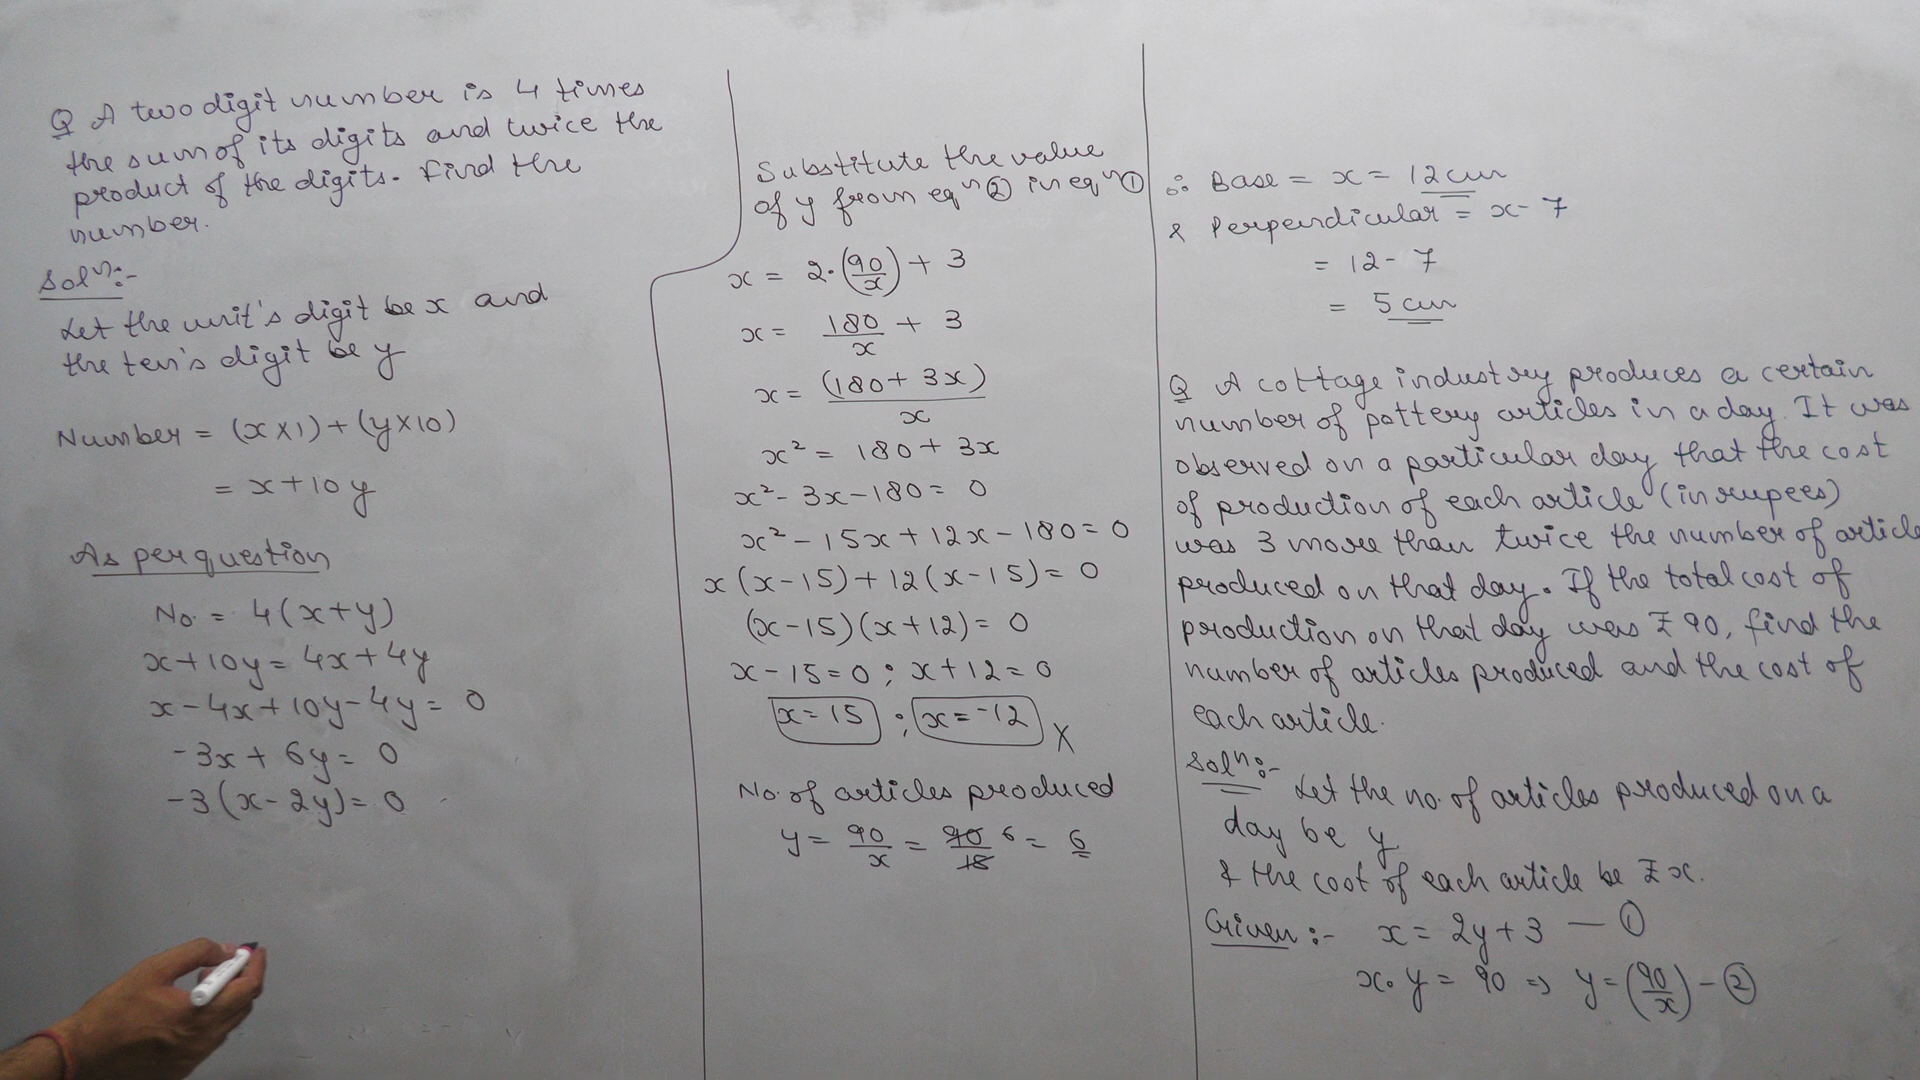 Q A two digit number is 4 times
the sum of its digits and twice the
product of the digits. Find the
number.
Solⁿ:-
Let the unit's digit be x and
the ten's digit be y
Number = (x×1)+(y×10)
= x+10y
As per question
No. = 4(x+y)
x+10y = 4x+4y
x-4x+10y-4y = 0
-3x+6y = 0
-3(x-2y) = 0
Substitute the value
of y from eqⁿ② in eqⁿ①
x = 2·(90/x) + 3
x = 180/x + 3
x = (180+3x)/x
x² = 180+3x
x²-3x-180 = 0
x²-15x+12x-180 = 0
x(x-15)+12(x-15) = 0
(x-15)(x+12) = 0
x-15=0 ; x+12=0
x=15 ; x=-12 X
No. of articles produced
y = 90/x = 90/15 6 = 6
∴ Base = x = 12cm
& Perpendicular = x-7
= 12-7
= 5cm
Q A cottage industry produces a certain
number of pottery articles in a day. It was
observed on a particular day that the cost
of production of each article (in rupees)
was 3 more than twice the number of article
produced on that day. If the total cost of
production on that day was ₹90, find the
number of articles produced and the cost of
each article.
Solⁿ:- Let the no. of articles produced on a
day be y
& the cost of each article be ₹x.
Given:- x = 2y+3 — ①
x.y = 90 ⇒ y = (90/x) - ②